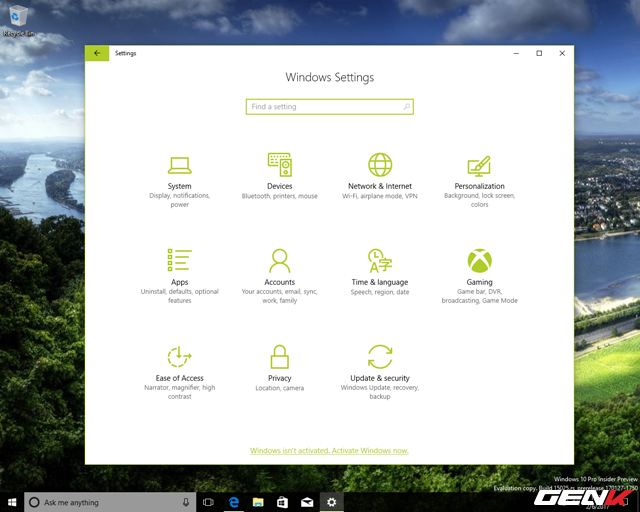 Recycle Bin
Settings
Windows Settings
Find a setting
System
Display, notifications,
power
Devices
Bluetooth, printers, mouse
Network & Internet
Wi-Fi, airplane mode, VPN
Personalization
Background, lock screen,
colors
Apps
Uninstall, defaults, optional
features
Accounts
Your accounts, email, sync,
work, family
Time & language
Speech, region, date
Gaming
Game bar, DVR,
broadcasting, Game Mode
Ease of Access
Narrator, magnifier, high
contrast
Privacy
Location, camera
Update & security
Windows Update, recovery,
backup
Windows isn't activated. Activate Windows now.
Windows 10 Pro Insider Preview
Evaluation copy. Build 15025.rs_prerelease.170127-1750
Ask me anything
GENK